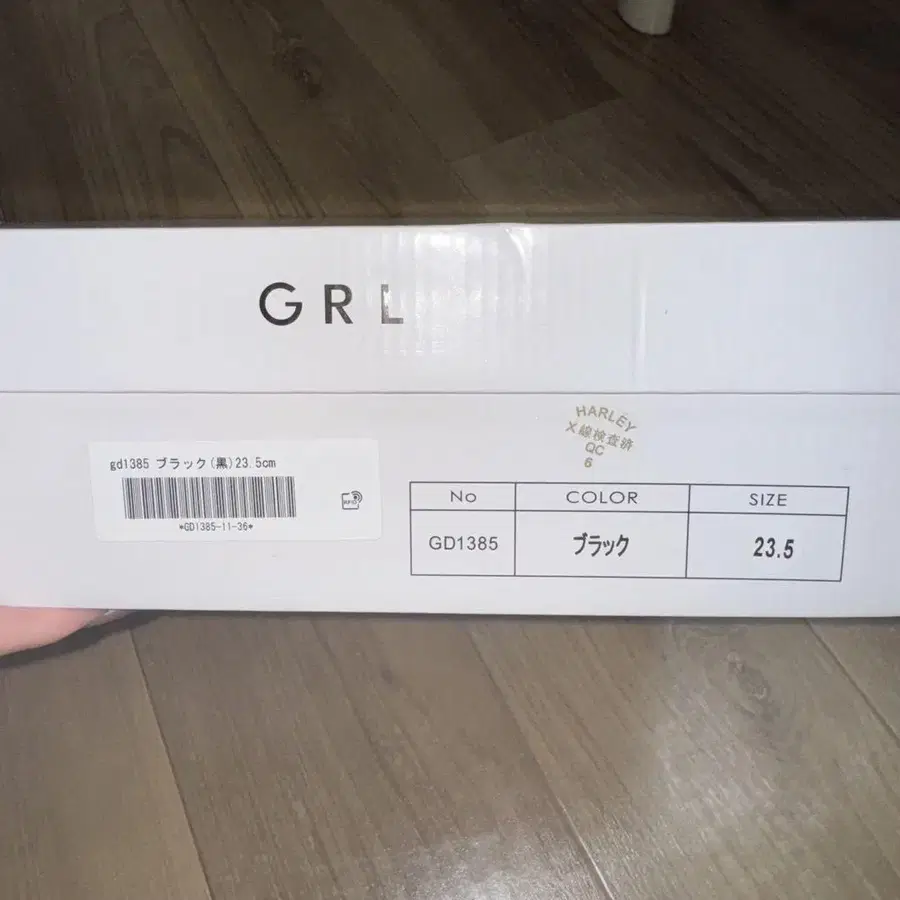 GRL
HARLEY
X線検査済
QC
6
gd1385 ブラック(黒)23.5cm
*GD1385-11-36*
RFID
No COLOR SIZE
GD1385 ブラック 23.5